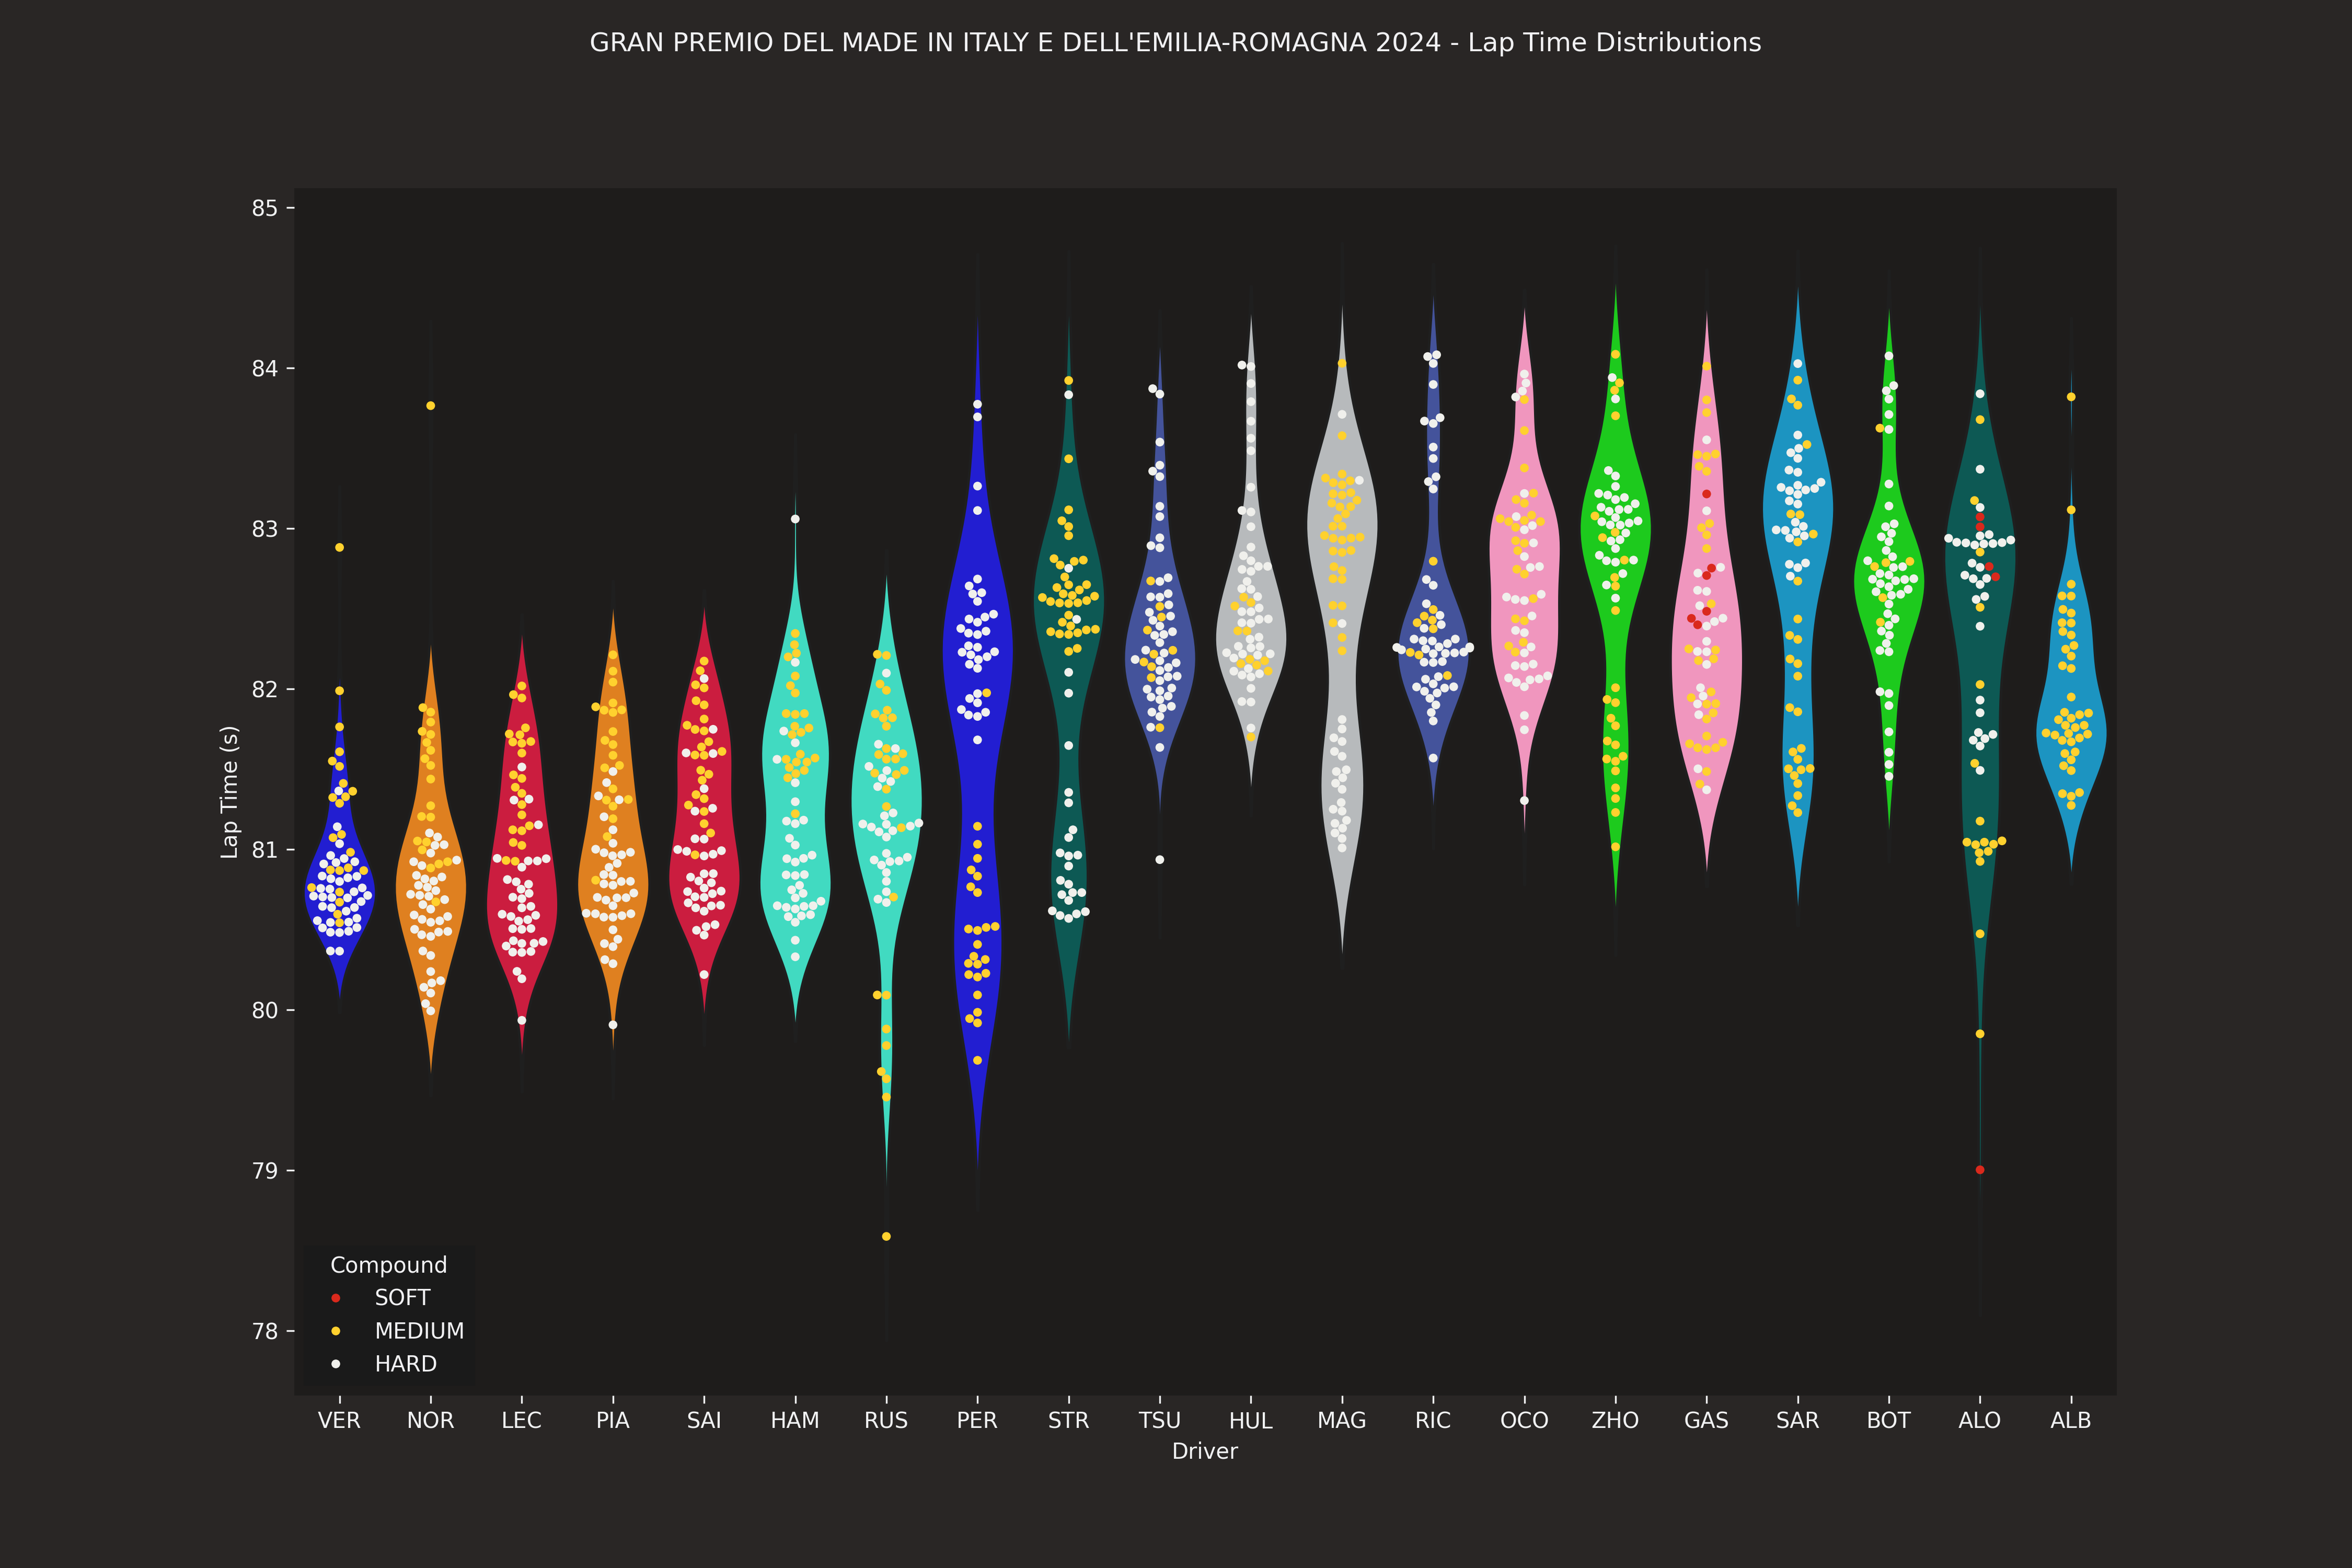 GRAN PREMIO DEL MADE IN ITALY E DELL'EMILIA-ROMAGNA 2024 - Lap Time Distributions
85
84
83
82
81
80
79
78
Lap Time (s)
Compound
SOFT
MEDIUM
HARD
VER NOR LEC PIA SAI HAM RUS PER STR TSU HUL MAG RIC OCO ZHO GAS SAR BOT ALO ALB
Driver